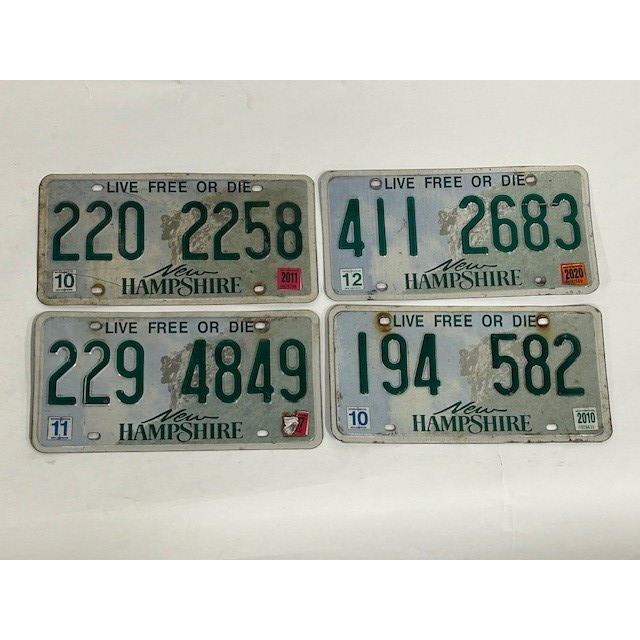 LIVE FREE OR DIE
220 2258
10 New 2011
HAMPSHIRE
LIVE FREE OR DIE
411 2683
12 New 2020
HAMPSHIRE
LIVE FREE OR DIE
229 4849
11 New 7
HAMPSHIRE
LIVE FREE OR DIE
194 582
10 New 2010
HAMPSHIRE